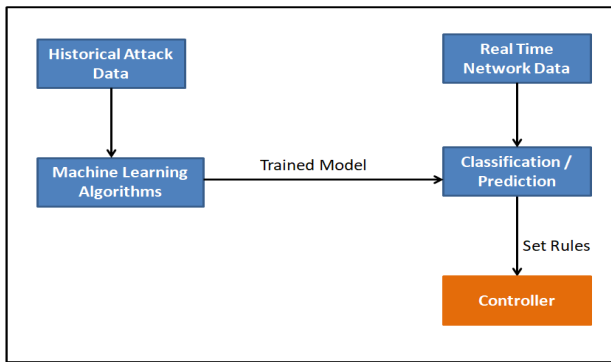 Historical Attack
Data
Real Time
Network Data
Machine Learning
Algorithms
Trained Model
Classification /
Prediction
Set Rules
Controller